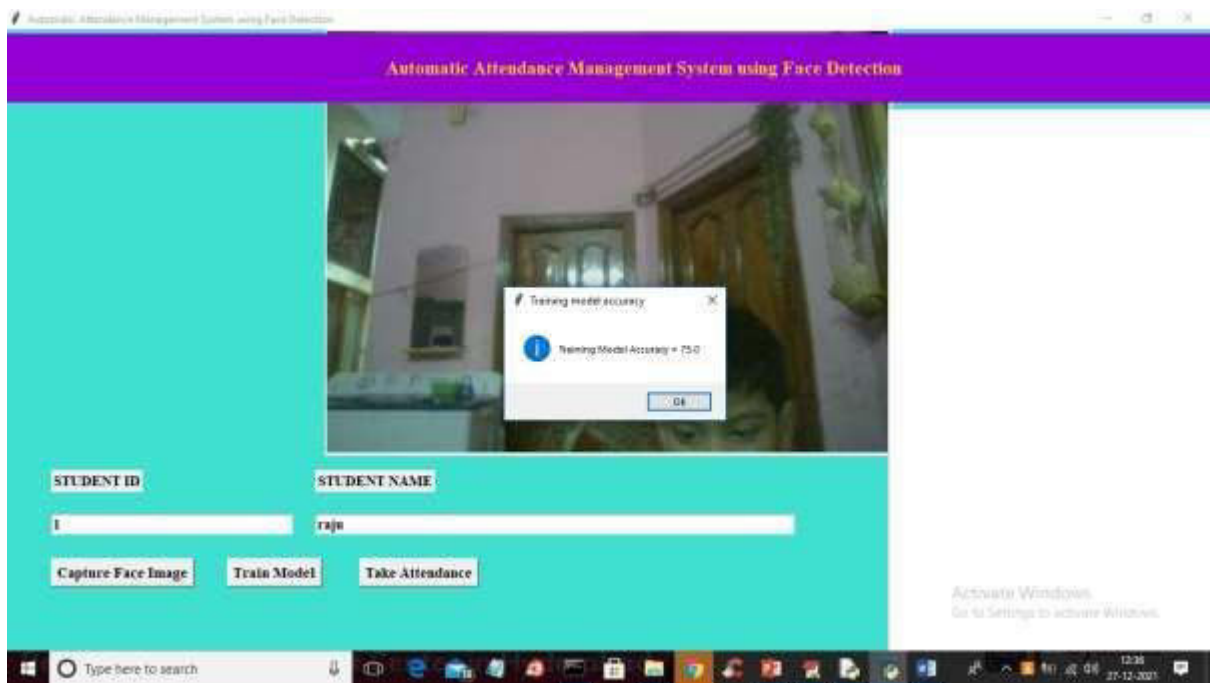 Automatic Attendance Management System using Face Detection
Automatic Attendance Management System using Face Detection
Training model accuracy
Training Model Accuracy = 75.0
OK
STUDENT ID
STUDENT NAME
1
raju
Capture Face Image
Train Model
Take Attendance
Activate Windows
Go to Settings to activate Windows.
Type here to search
12:36
27-12-2021